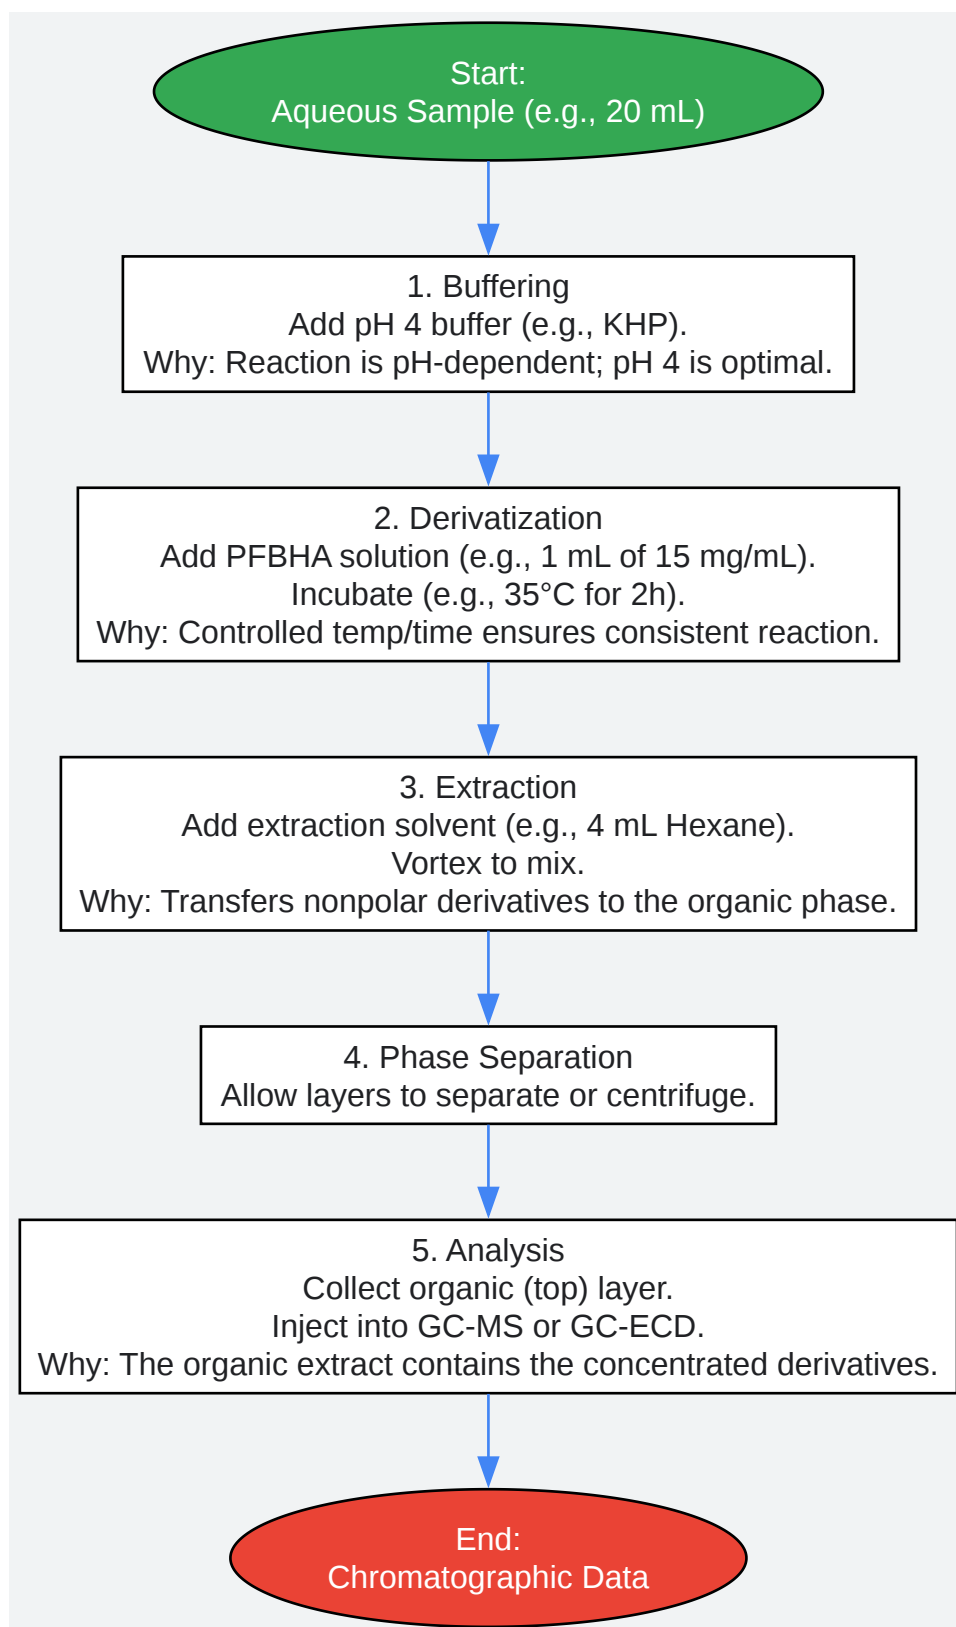 Start:
Aqueous Sample (e.g., 20 mL)
1. Buffering
Add pH 4 buffer (e.g., KHP).
Why: Reaction is pH-dependent; pH 4 is optimal.
2. Derivatization
Add PFBHA solution (e.g., 1 mL of 15 mg/mL).
Incubate (e.g., 35°C for 2h).
Why: Controlled temp/time ensures consistent reaction.
3. Extraction
Add extraction solvent (e.g., 4 mL Hexane).
Vortex to mix.
Why: Transfers nonpolar derivatives to the organic phase.
4. Phase Separation
Allow layers to separate or centrifuge.
5. Analysis
Collect organic (top) layer.
Inject into GC-MS or GC-ECD.
Why: The organic extract contains the concentrated derivatives.
End:
Chromatographic Data